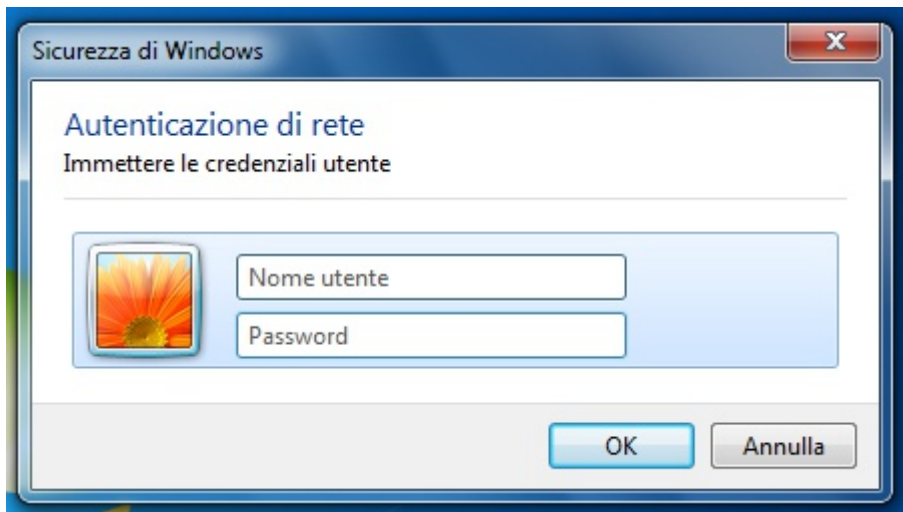 Sicurezza di Windows
Autenticazione di rete
Immettere le credenziali utente
Nome utente
Password
OK
Annulla